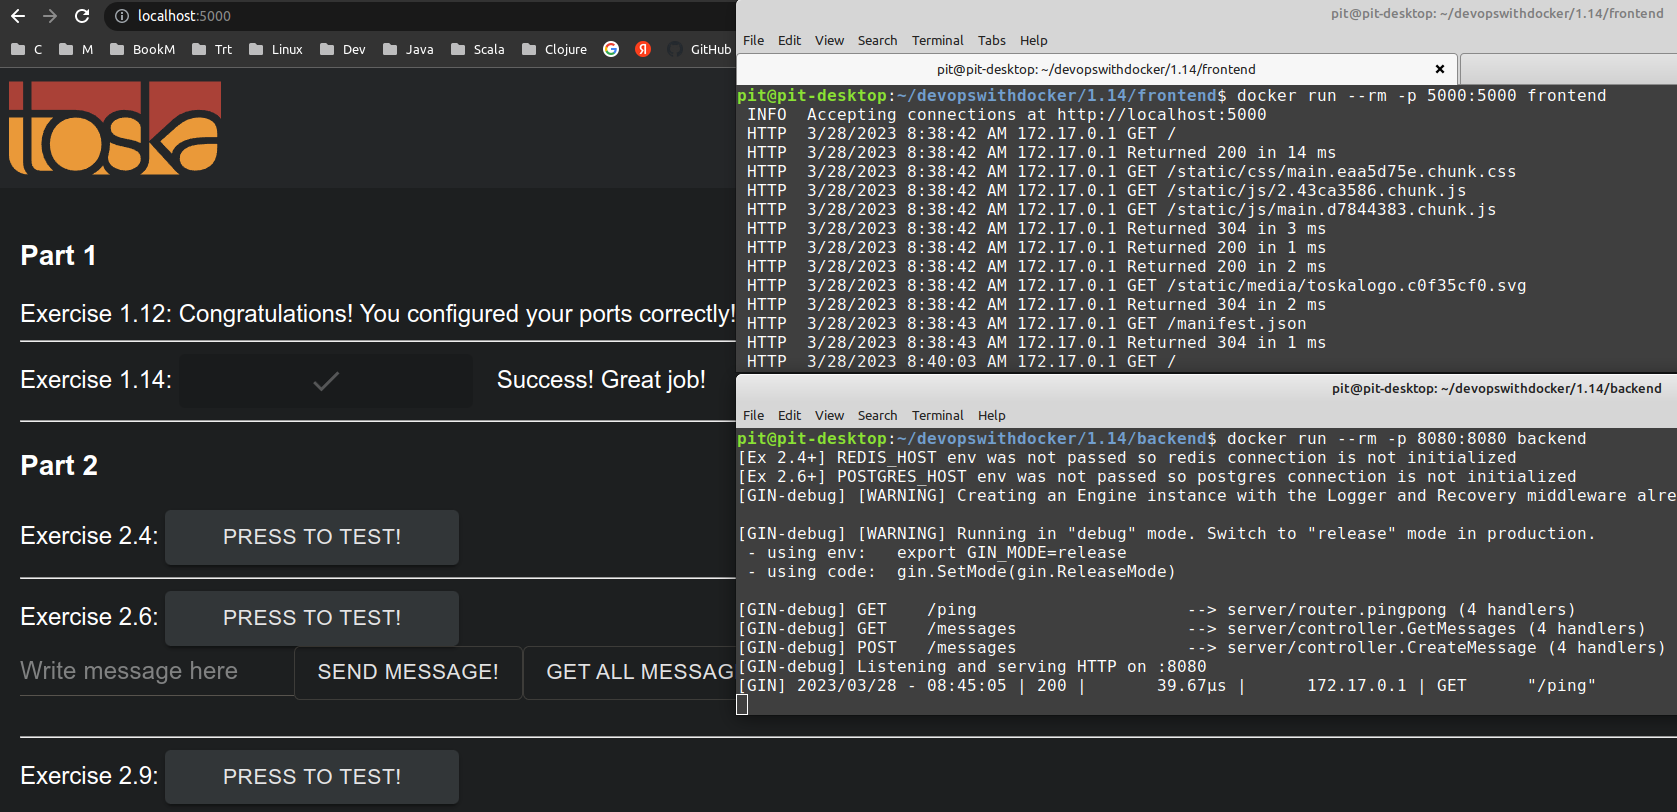 localhost:5000
C M BookM Trt Linux Dev Java Scala Clojure GitHub
toska
Part 1
Exercise 1.12: Congratulations! You configured your ports correctly!
Exercise 1.14: Success! Great job!
Part 2
Exercise 2.4: PRESS TO TEST!
Exercise 2.6: PRESS TO TEST!
Write message here SEND MESSAGE! GET ALL MESSAG
Exercise 2.9: PRESS TO TEST!
pit@pit-desktop: ~/devopswithdocker/1.14/frontend
File Edit View Search Terminal Tabs Help
pit@pit-desktop: ~/devopswithdocker/1.14/frontend
pit@pit-desktop:~/devopswithdocker/1.14/frontend$ docker run --rm -p 5000:5000 frontend
INFO  Accepting connections at http://localhost:5000
HTTP  3/28/2023 8:38:42 AM 172.17.0.1 GET /
HTTP  3/28/2023 8:38:42 AM 172.17.0.1 Returned 200 in 14 ms
HTTP  3/28/2023 8:38:42 AM 172.17.0.1 GET /static/css/main.eaa5d75e.chunk.css
HTTP  3/28/2023 8:38:42 AM 172.17.0.1 GET /static/js/2.43ca3586.chunk.js
HTTP  3/28/2023 8:38:42 AM 172.17.0.1 GET /static/js/main.d7844383.chunk.js
HTTP  3/28/2023 8:38:42 AM 172.17.0.1 Returned 304 in 3 ms
HTTP  3/28/2023 8:38:42 AM 172.17.0.1 Returned 200 in 1 ms
HTTP  3/28/2023 8:38:42 AM 172.17.0.1 Returned 200 in 2 ms
HTTP  3/28/2023 8:38:42 AM 172.17.0.1 GET /static/media/toskalogo.c0f35cf0.svg
HTTP  3/28/2023 8:38:42 AM 172.17.0.1 Returned 304 in 2 ms
HTTP  3/28/2023 8:38:43 AM 172.17.0.1 GET /manifest.json
HTTP  3/28/2023 8:38:43 AM 172.17.0.1 Returned 304 in 1 ms
HTTP  3/28/2023 8:40:03 AM 172.17.0.1 GET /
pit@pit-desktop: ~/devopswithdocker/1.14/backend
File Edit View Search Terminal Help
pit@pit-desktop:~/devopswithdocker/1.14/backend$ docker run --rm -p 8080:8080 backend
[Ex 2.4+] REDIS_HOST env was not passed so redis connection is not initialized
[Ex 2.6+] POSTGRES_HOST env was not passed so postgres connection is not initialized
[GIN-debug] [WARNING] Creating an Engine instance with the Logger and Recovery middleware alre
[GIN-debug] [WARNING] Running in "debug" mode. Switch to "release" mode in production.
- using env:   export GIN_MODE=release
- using code:  gin.SetMode(gin.ReleaseMode)
[GIN-debug] GET    /ping                     --> server/router.pingpong (4 handlers)
[GIN-debug] GET    /messages                 --> server/controller.GetMessages (4 handlers)
[GIN-debug] POST   /messages                 --> server/controller.CreateMessage (4 handlers)
[GIN-debug] Listening and serving HTTP on :8080
[GIN] 2023/03/28 - 08:45:05 | 200 |       39.67µs |      172.17.0.1 | GET      "/ping"